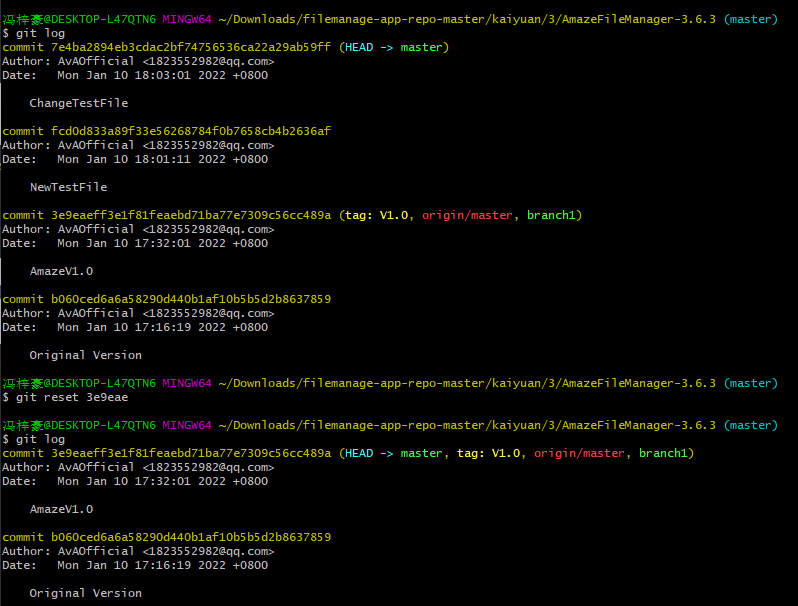 冯梓豪@DESKTOP-L47QTN6 MINGW64 ~/Downloads/filemanage-app-repo-master/kaiyuan/3/AmazeFileManager-3.6.3 (master)
$ git log
commit 7e4ba2894eb3cdac2bf74756536ca22a29ab59ff (HEAD -> master)
Author: AvAOfficial <1823552982@qq.com>
Date:   Mon Jan 10 18:03:01 2022 +0800
ChangeTestFile
commit fcd0d833a89f33e56268784f0b7658cb4b2636af
Author: AvAOfficial <1823552982@qq.com>
Date:   Mon Jan 10 18:01:11 2022 +0800
NewTestFile
commit 3e9eaeff3e1f81feaebd71ba77e7309c56cc489a (tag: V1.0, origin/master, branch1)
Author: AvAOfficial <1823552982@qq.com>
Date:   Mon Jan 10 17:32:01 2022 +0800
AmazeV1.0
commit b060ced6a6a58290d440b1af10b5b5d2b8637859
Author: AvAOfficial <1823552982@qq.com>
Date:   Mon Jan 10 17:16:19 2022 +0800
Original Version
冯梓豪@DESKTOP-L47QTN6 MINGW64 ~/Downloads/filemanage-app-repo-master/kaiyuan/3/AmazeFileManager-3.6.3 (master)
$ git reset 3e9eae
冯梓豪@DESKTOP-L47QTN6 MINGW64 ~/Downloads/filemanage-app-repo-master/kaiyuan/3/AmazeFileManager-3.6.3 (master)
$ git log
commit 3e9eaeff3e1f81feaebd71ba77e7309c56cc489a (HEAD -> master, tag: V1.0, origin/master, branch1)
Author: AvAOfficial <1823552982@qq.com>
Date:   Mon Jan 10 17:32:01 2022 +0800
AmazeV1.0
commit b060ced6a6a58290d440b1af10b5b5d2b8637859
Author: AvAOfficial <1823552982@qq.com>
Date:   Mon Jan 10 17:16:19 2022 +0800
Original Version